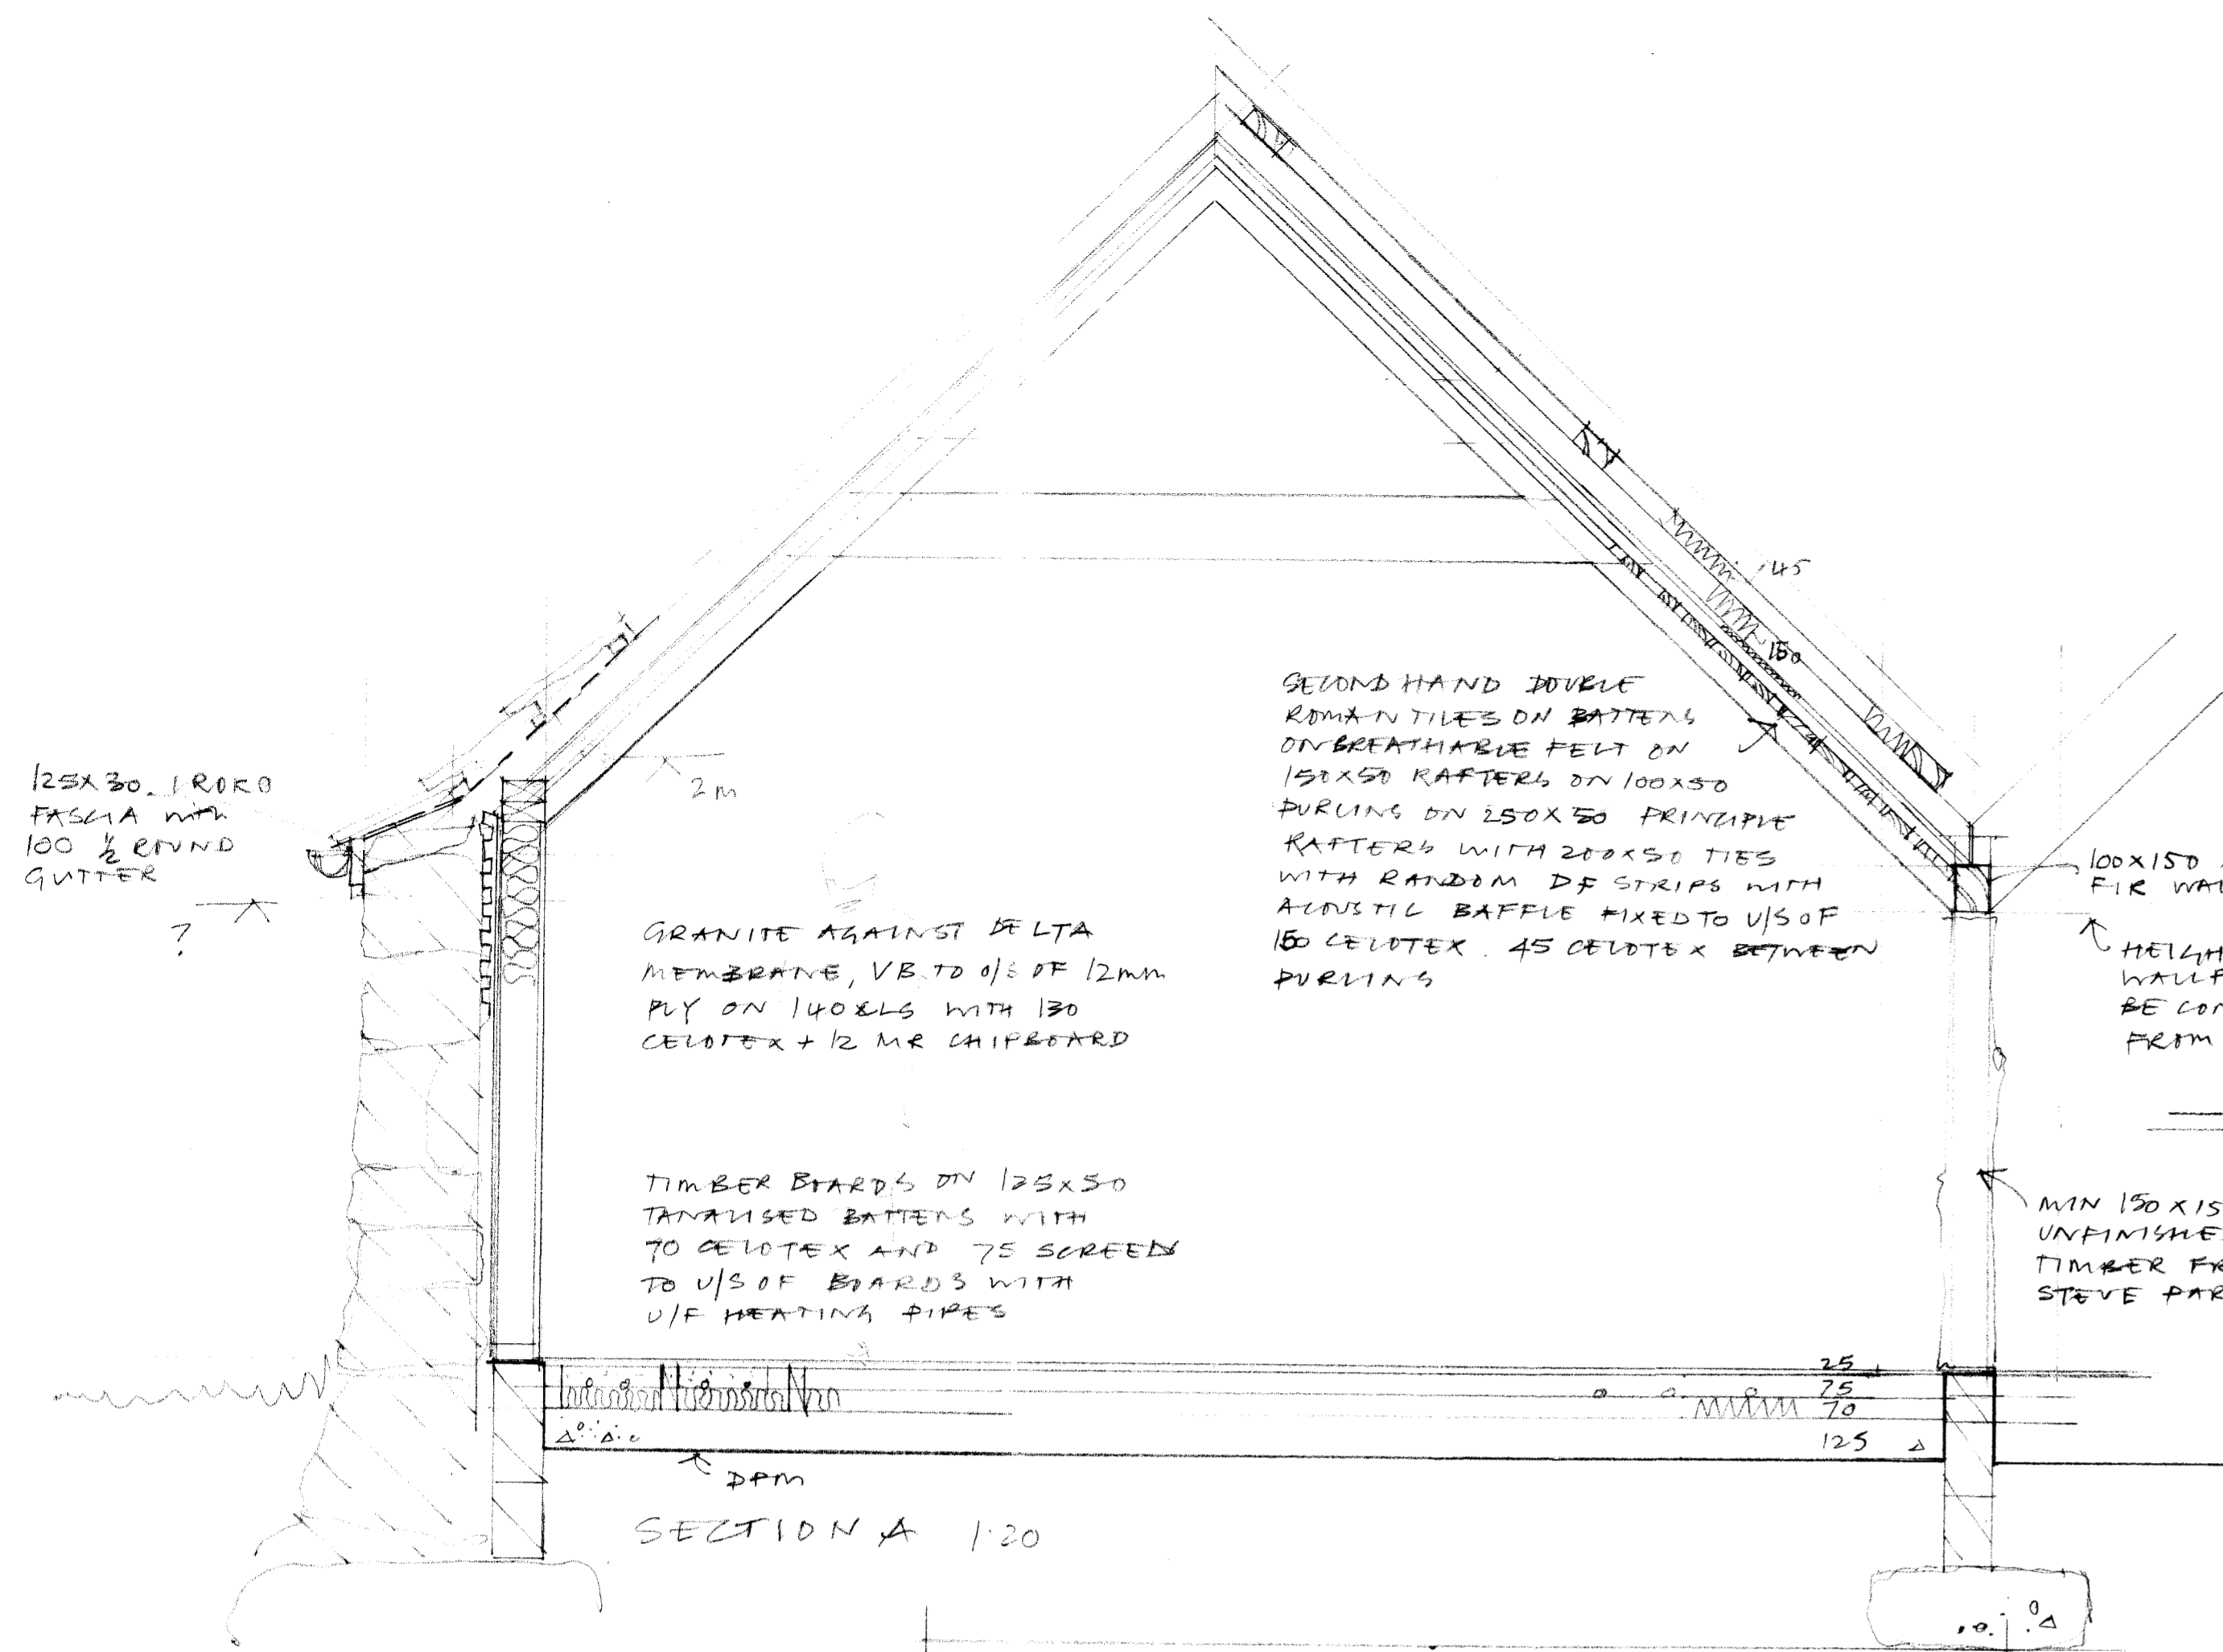 125X30. IROKO
FASCIA with
100 ½ ROUND
GUTTER
?
2m
GRANITE AGAINST DELTA
MEMBRANE, VB TO O/S OF 12mm
PLY ON 140 CLS WITH 130
CELOTEX + 12 MR CHIPBOARD
TIMBER BOARDS ON 125x50
TANALISED BATTENS WITH
70 CELOTEX AND 75 SCREED
TO U/S OF BOARDS WITH
U/F HEATING PIPES
45
150
SECOND HAND DOUBLE
ROMAN TILES ON BATTENS
ON BREATHABLE FELT ON
150x50 RAFTERS ON 100x50
PURLINS ON 250x50 PRINCIPLE
RAFTERS WITH 200x50 TIES
WITH RANDOM DF STRIPS WITH
ACOUSTIC BAFFLE FIXED TO U/S OF
150 CELOTEX. 45 CELOTEX BETWEEN
PURLINS
100X150
FIR WAL
HEIGH
WALLP
BE CON
FROM
MIN 150X15
UNFINISHE
TIMBER FR
STEVE PAR
25
75
70
125
DPM
SECTION A 1:20